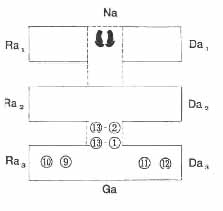 Na
Ra₁ Da₁
Ra₂ Da₂
⑬-②
⑬-①
Ra₃ ⑩ ⑨ ⑪ ⑫ Da₃
Ga